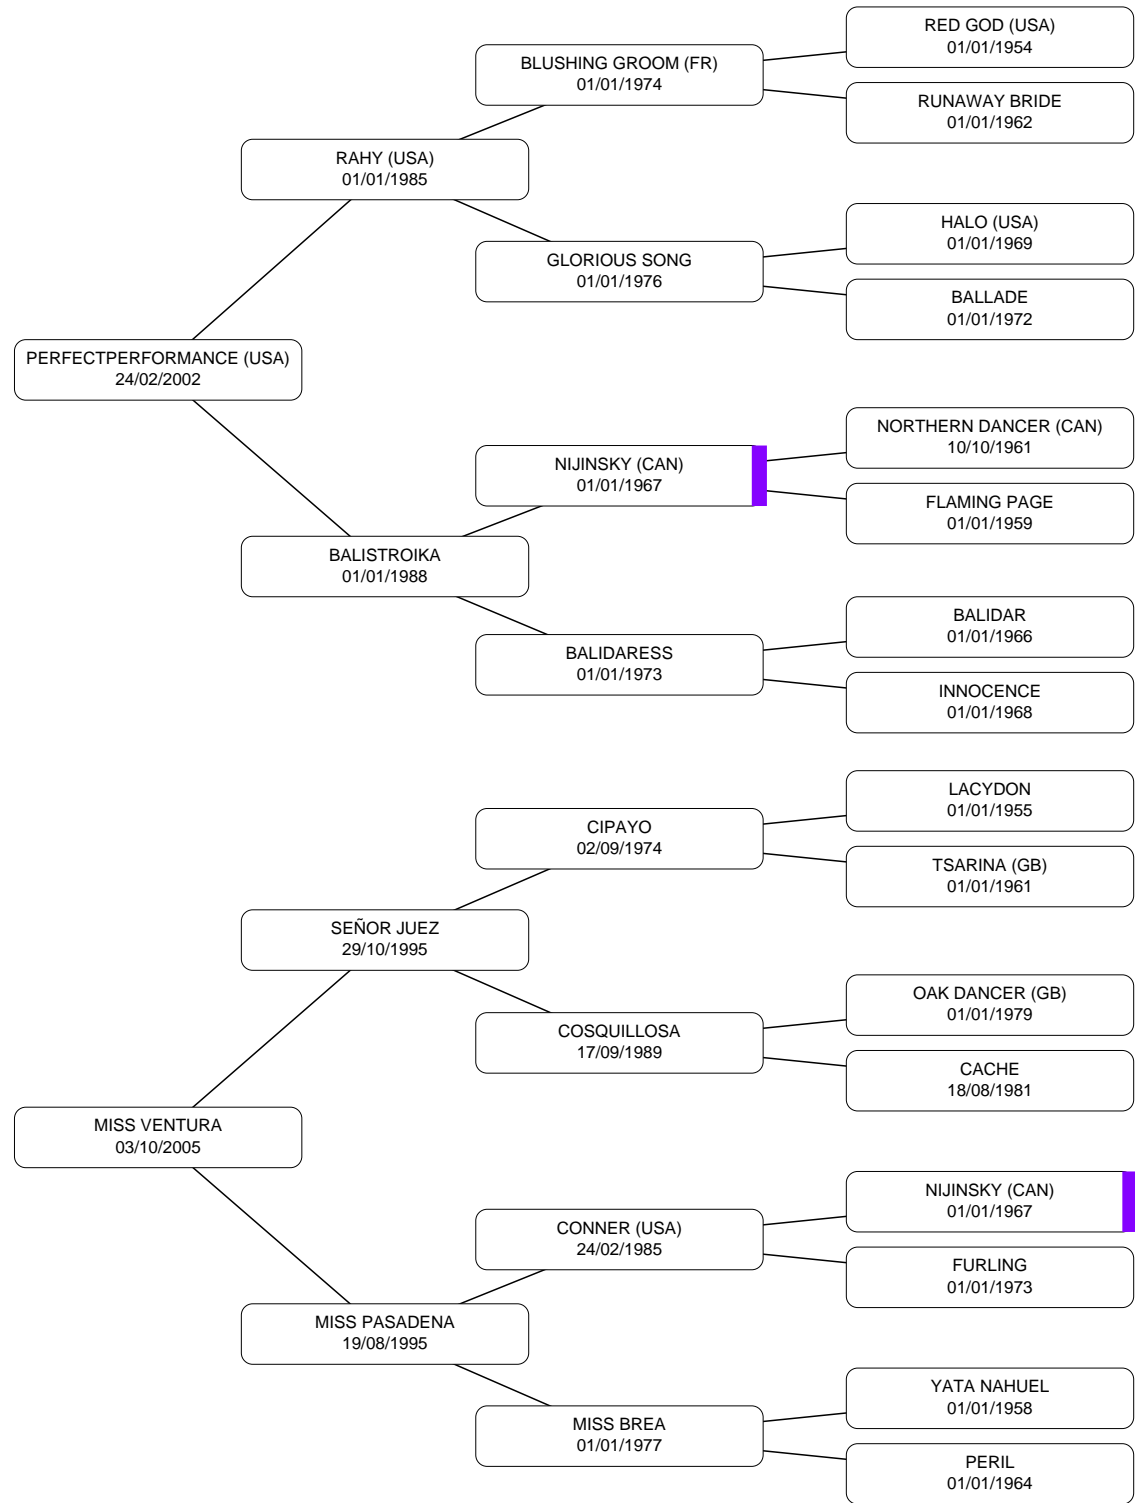 RED GOD (USA)
01/01/1954
BLUSHING GROOM (FR)
01/01/1974
RUNAWAY BRIDE
01/01/1962
RAHY (USA)
01/01/1985
HALO (USA)
01/01/1969
GLORIOUS SONG
01/01/1976
BALLADE
01/01/1972
PERFECTPERFORMANCE (USA)
24/02/2002
NORTHERN DANCER (CAN)
10/10/1961
NIJINSKY (CAN)
01/01/1967
FLAMING PAGE
01/01/1959
BALISTROIKA
01/01/1988
BALIDAR
01/01/1966
BALIDARESS
01/01/1973
INNOCENCE
01/01/1968
LACYDON
01/01/1955
CIPAYO
02/09/1974
TSARINA (GB)
01/01/1961
SEÑOR JUEZ
29/10/1995
OAK DANCER (GB)
01/01/1979
COSQUILLOSA
17/09/1989
CACHE
18/08/1981
MISS VENTURA
03/10/2005
NIJINSKY (CAN)
01/01/1967
CONNER (USA)
24/02/1985
FURLING
01/01/1973
MISS PASADENA
19/08/1995
YATA NAHUEL
01/01/1958
MISS BREA
01/01/1977
PERIL
01/01/1964